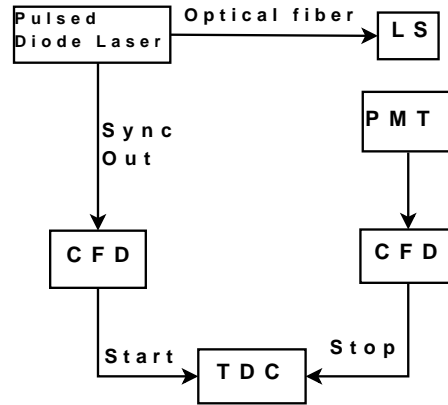 Pulsed
Diode Laser
Optical fiber
LS
PMT
Sync
Out
CFD
CFD
Start
Stop
TDC